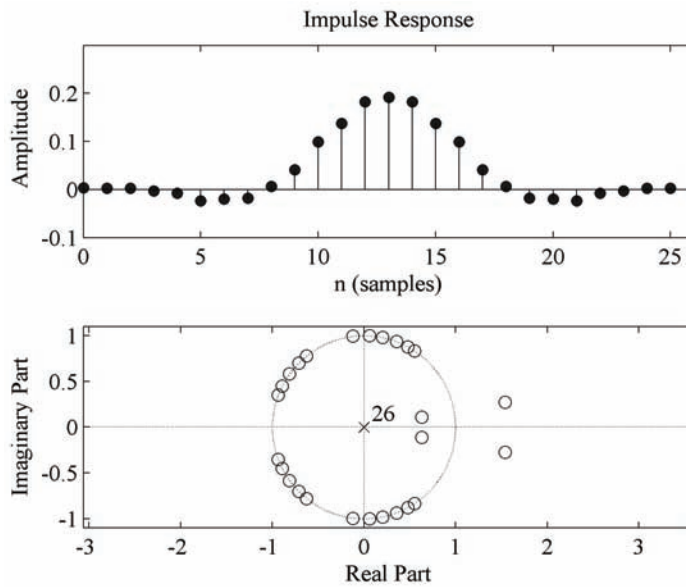 Impulse Response
Amplitude
0.2
0.1
0
-0.1
0 5 10 15 20 25
n (samples)
Imaginary Part
1
0.5
0
-0.5
-1
26
-3 -2 -1 0 1 2 3
Real Part